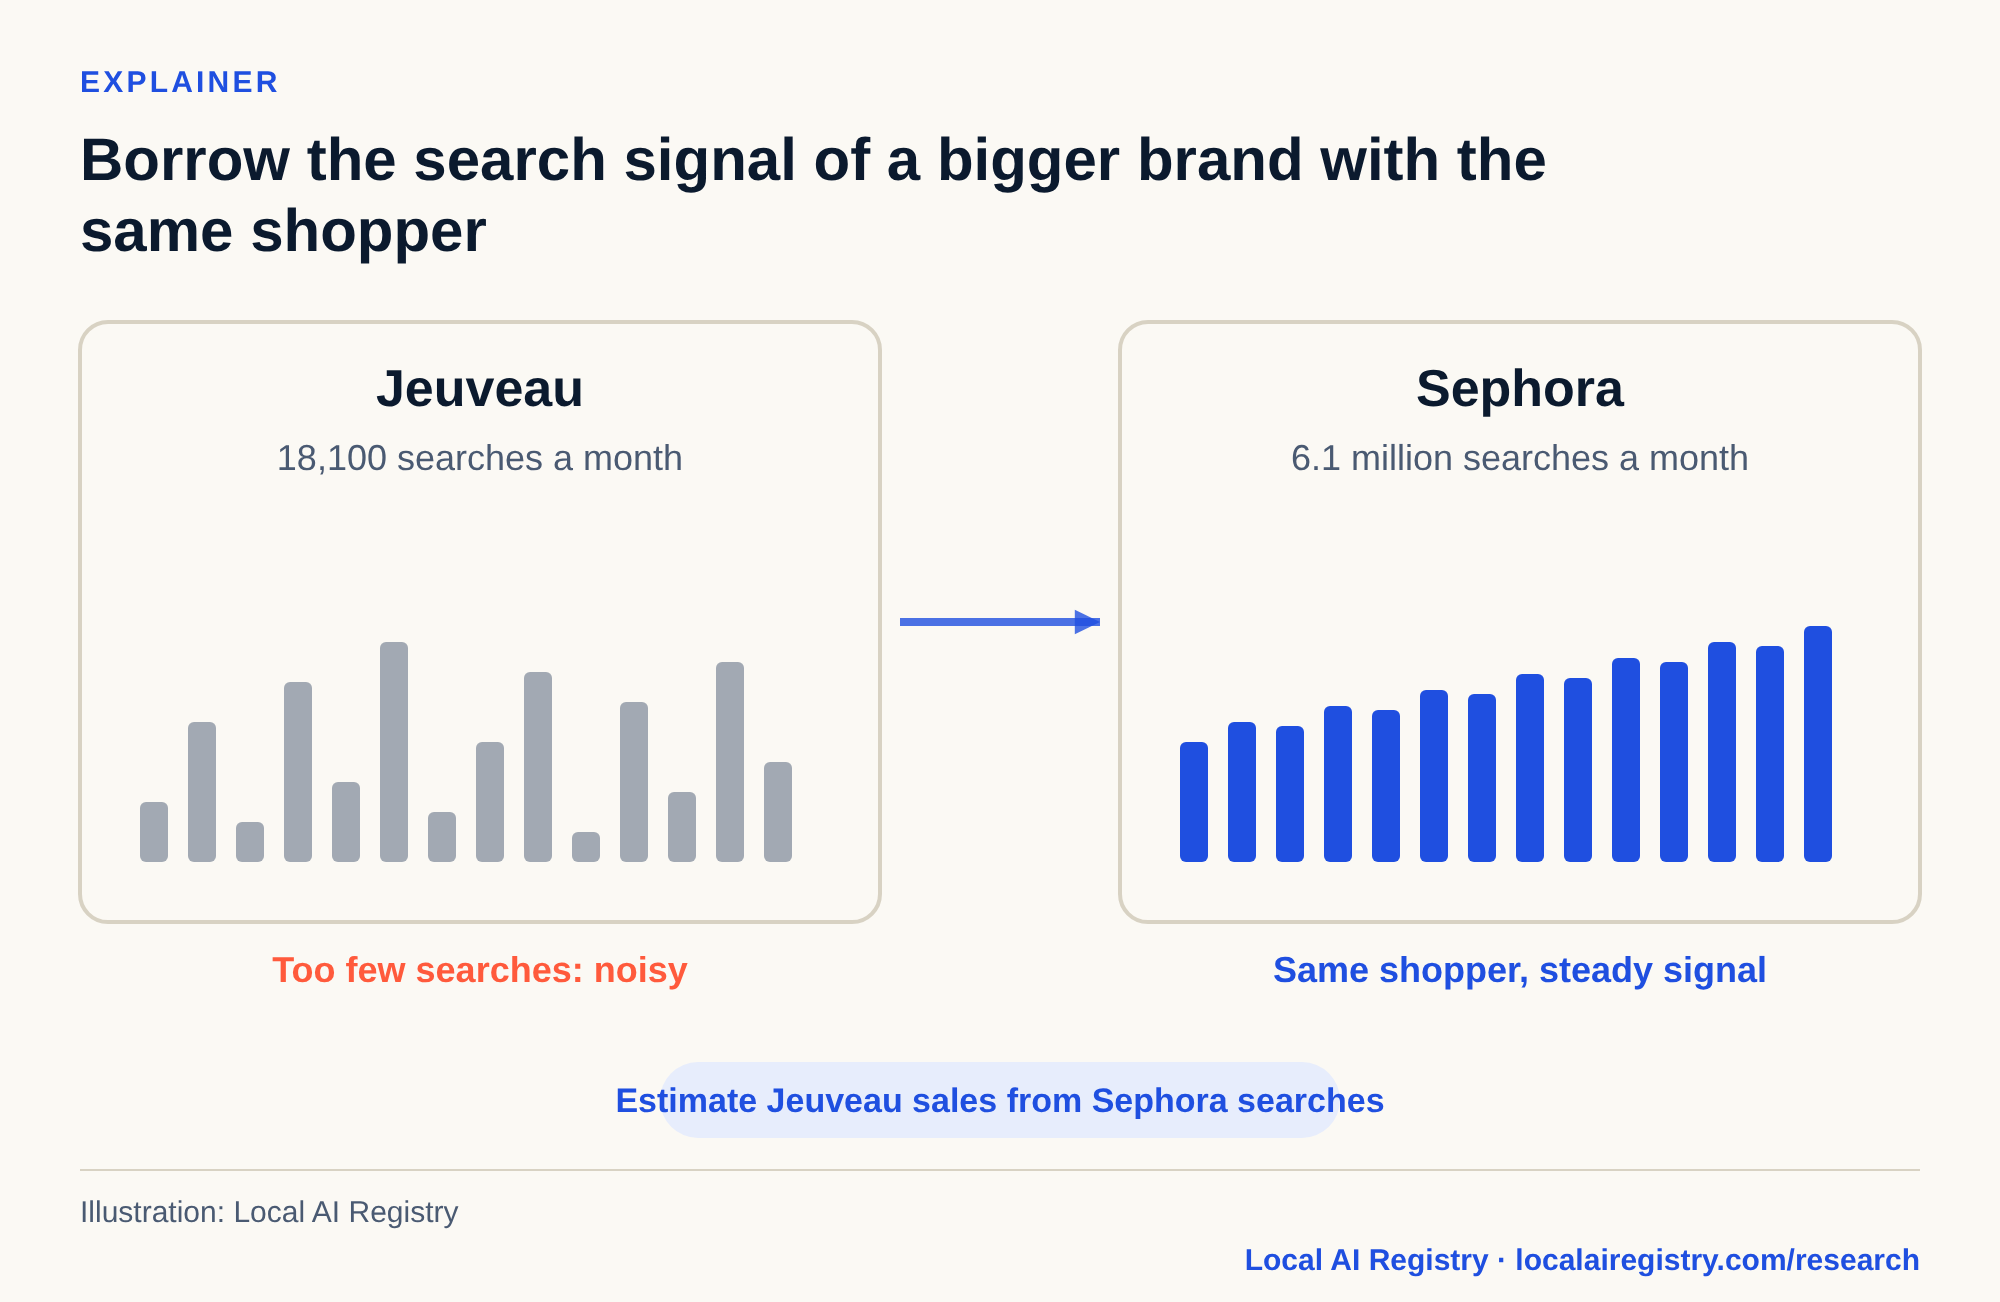 EXPLAINER
Borrow the search signal of a bigger brand with the
same shopper
Jeuveau
18,100 searches a month
Sephora
6.1 million searches a month
Too few searches: noisy
Same shopper, steady signal
Estimate Jeuveau sales from Sephora searches
Illustration: Local AI Registry
Local AI Registry · localairegistry.com/research